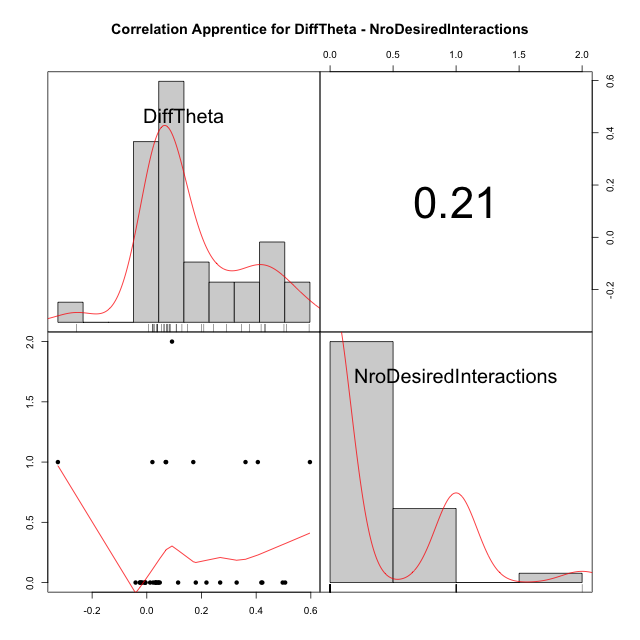 Correlation Apprentice for DiffTheta - NroDesiredInteractions
0.0 0.5 1.0 1.5 2.0
DiffTheta
0.21
0.6
0.4
0.2
0.0
-0.2
2.0
1.5
1.0
0.5
0.0
NroDesiredInteractions
-0.2 0.0 0.2 0.4 0.6